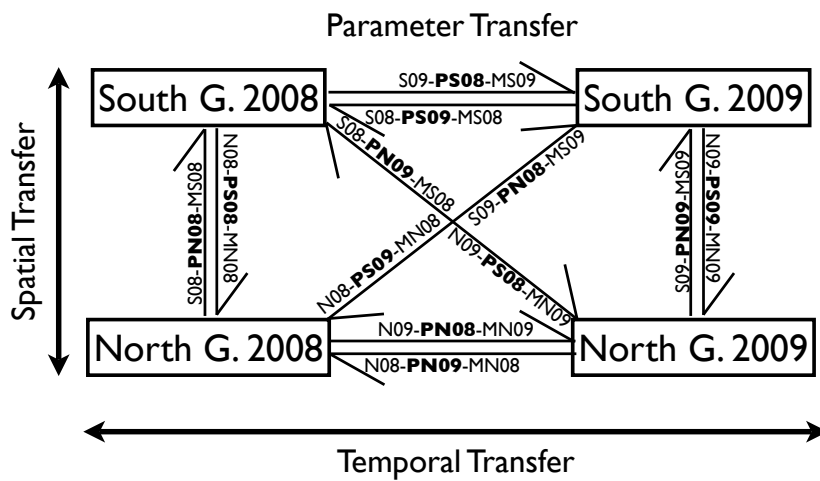 Parameter Transfer
South G. 2008
S09-PS08-MS09
S08-PS09-MS08
South G. 2009
Spatial Transfer
S08-PN08-MS08
N08-PS08-MN08
S08-PN09-MS08
S09-PN08-MS09
N08-PS09-MN08
N09-PS08-MN09
S09-PN09-MS09
N09-PS09-MN09
North G. 2008
N09-PN08-MN09
N08-PN09-MN08
North G. 2009
Temporal Transfer